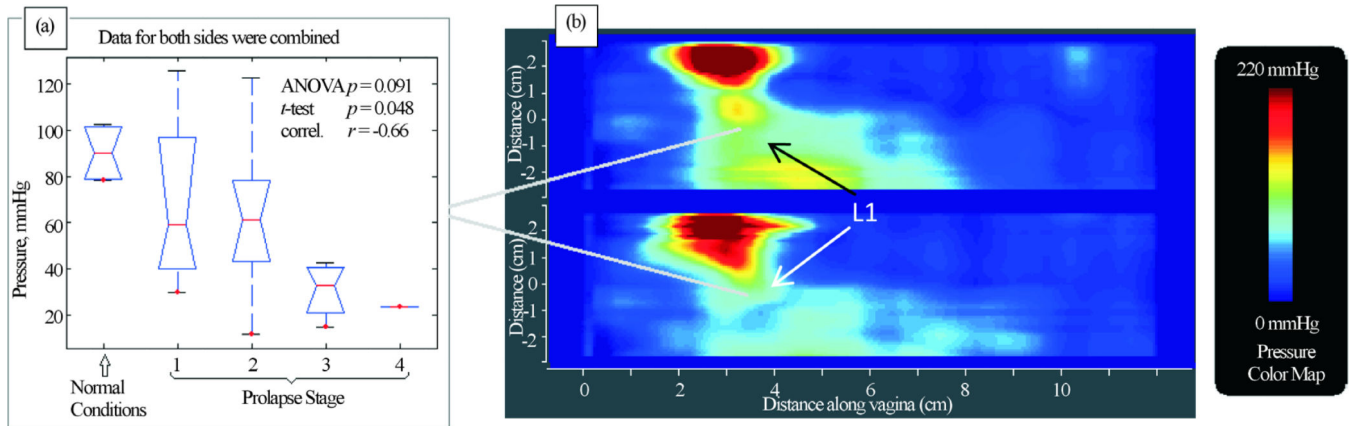 (a)
Data for both sides were combined
ANOVA p = 0.091
t-test p = 0.048
correl. r = -0.66
Pressure, mmHg
120
100
80
60
40
20
1 2 3 4
Normal
Conditions
Prolapse Stage
(b)
Distance (cm)
2
1
0
-1
-2
L1
Distance (cm)
2
1
0
-1
-2
0 2 4 6 8 10
Distance along vagina (cm)
220 mmHg
0 mmHg
Pressure
Color Map